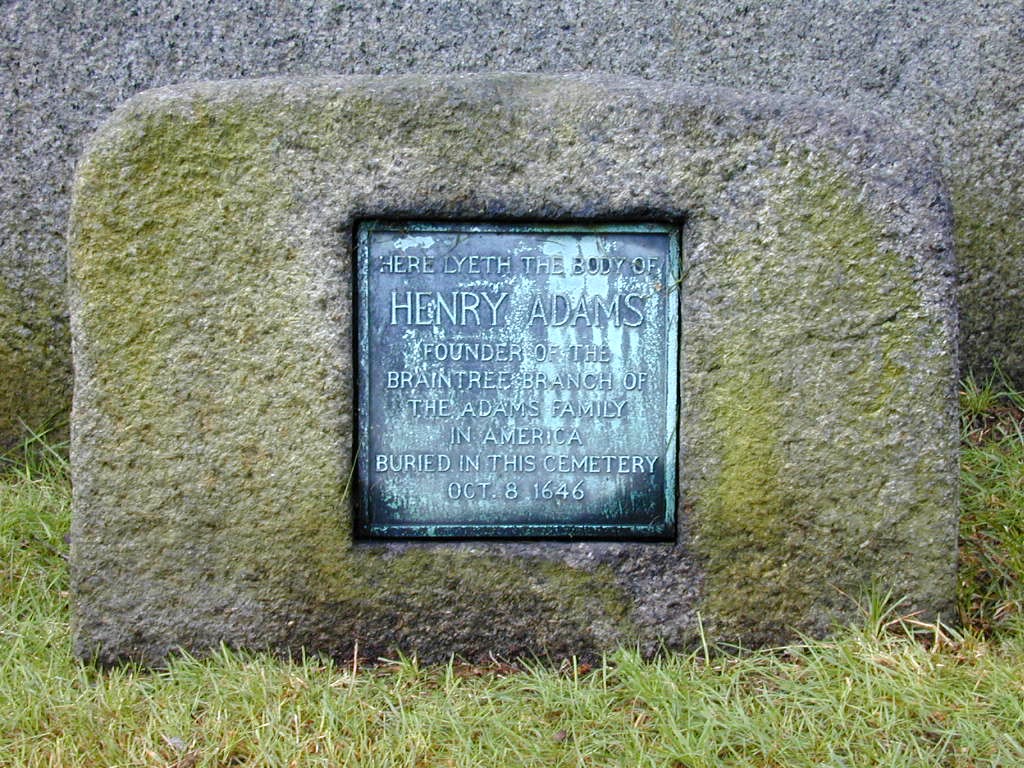 HERE LYETH THE BODY OF
HENRY ADAMS
FOUNDER OF THE
BRAINTREE BRANCH OF
THE ADAMS FAMILY
IN AMERICA
BURIED IN THIS CEMETERY
OCT. 8 1646